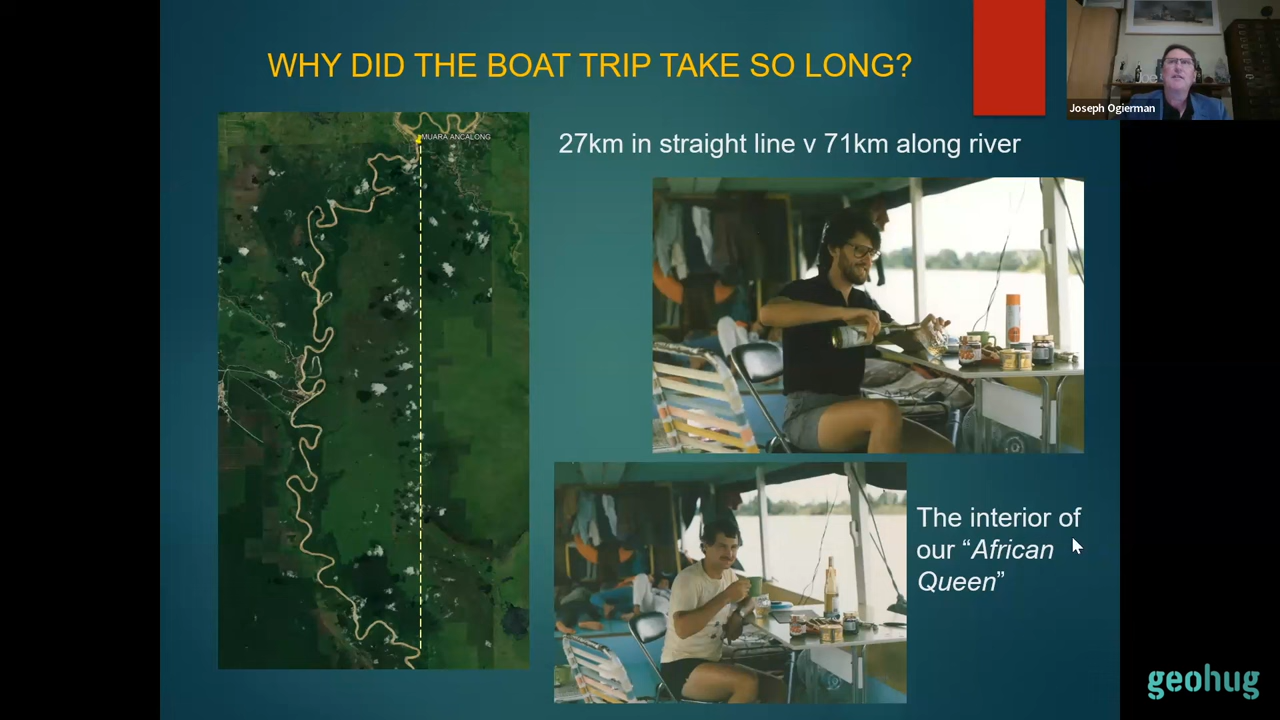 WHY DID THE BOAT TRIP TAKE SO LONG?
Joseph Ogierman
MUARA ANCALONG
27km in straight line v 71km along river
The interior of
our “African
Queen”
geohug